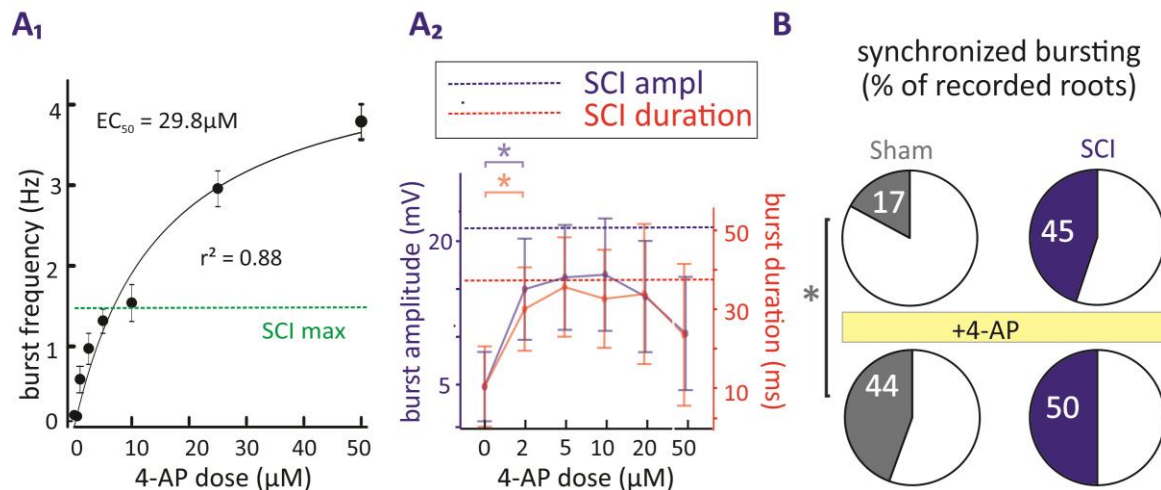 A₁
burst frequency (Hz)
4
3
2
1
0
EC₅₀ = 29.8µM
r² = 0.88
SCI max
0 10 20 30 40 50
4-AP dose (µM)
A₂
SCI ampl
SCI duration
*
*
burst amplitude (mV)
20
5
burst duration (ms)
50
30
10
0 2 5 10 20 50
4-AP dose (µM)
B
synchronized bursting
(% of recorded roots)
Sham SCI
17 45
*
+4-AP
44 50